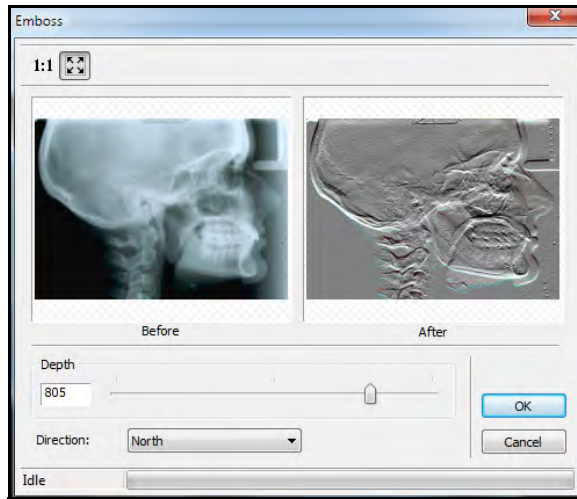 Emboss
1:1
Before
After
Depth
805
OK
Direction:
North
Cancel
Idle